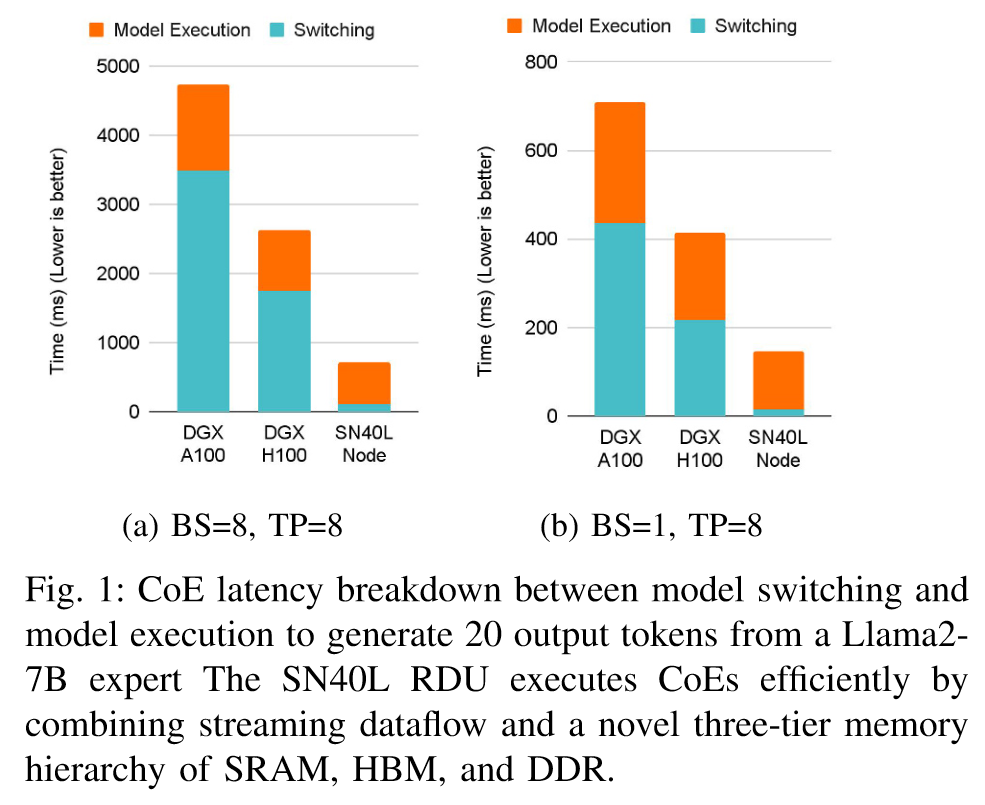 Model Execution Switching
Time (ms) (Lower is better)
5000
4000
3000
2000
1000
0
DGX A100
DGX H100
SN40L Node
(a) BS=8, TP=8
Model Execution Switching
Time (ms) (Lower is better)
800
600
400
200
0
DGX A100
DGX H100
SN40L Node
(b) BS=1, TP=8
Fig. 1: CoE latency breakdown between model switching and
model execution to generate 20 output tokens from a Llama2-
7B expert The SN40L RDU executes CoEs efficiently by
combining streaming dataflow and a novel three-tier memory
hierarchy of SRAM, HBM, and DDR.